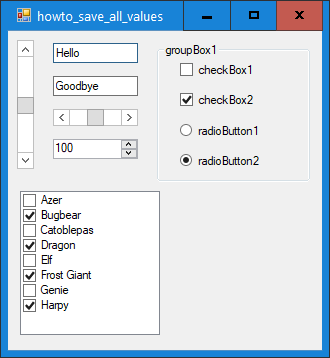 howto_save_all_values
Hello
Goodbye
100
groupBox1
checkBox1
checkBox2
radioButton1
radioButton2
Azer
Bugbear
Catoblepas
Dragon
Elf
Frost Giant
Genie
Harpy